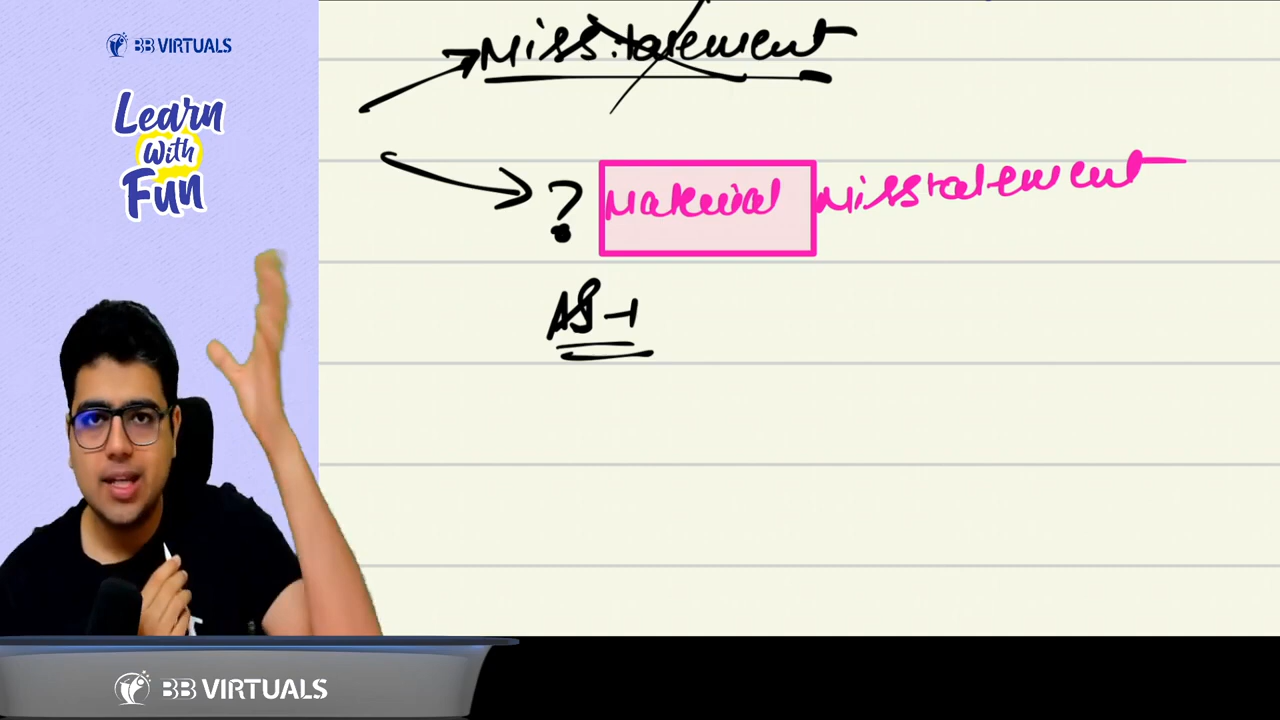 BB VIRTUALS
Learn
With
Fun
Misstatement
? Material Misstatement
AS-1
BB VIRTUALS